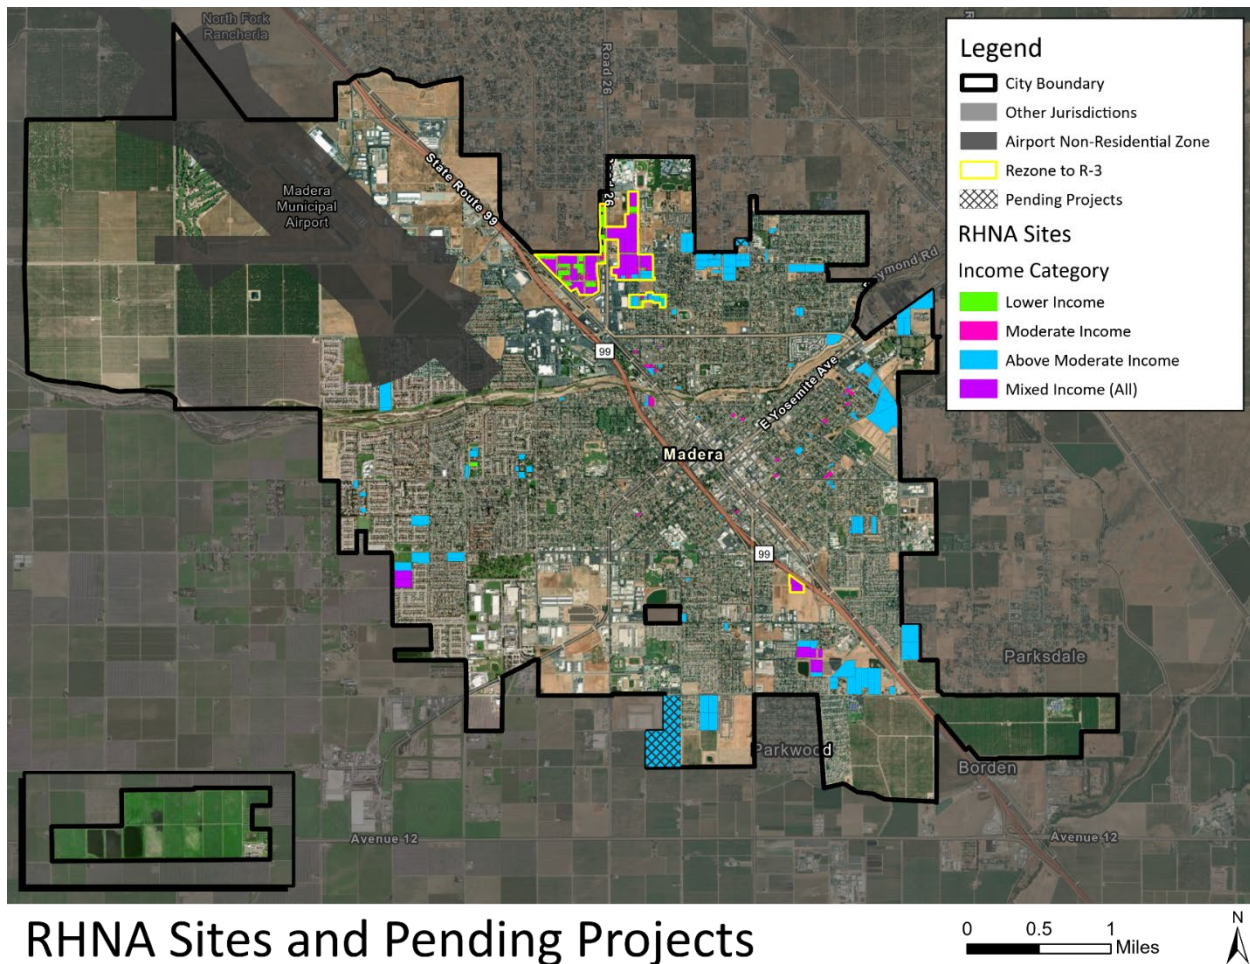 North Fork
Rancheria
Road 26
State Route 99
26
Madera
Municipal
Airport
99
E Yosemite Ave
Madera
99
Parksdale
Parkwood
Borden
Avenue 12
Avenue 12
Legend
City Boundary
Other Jurisdictions
Airport Non-Residential Zone
Rezone to R-3
Pending Projects
RHNA Sites
Income Category
Lower Income
Moderate Income
Above Moderate Income
Mixed Income (All)
RHNA Sites and Pending Projects
0 0.5 1
Miles
N